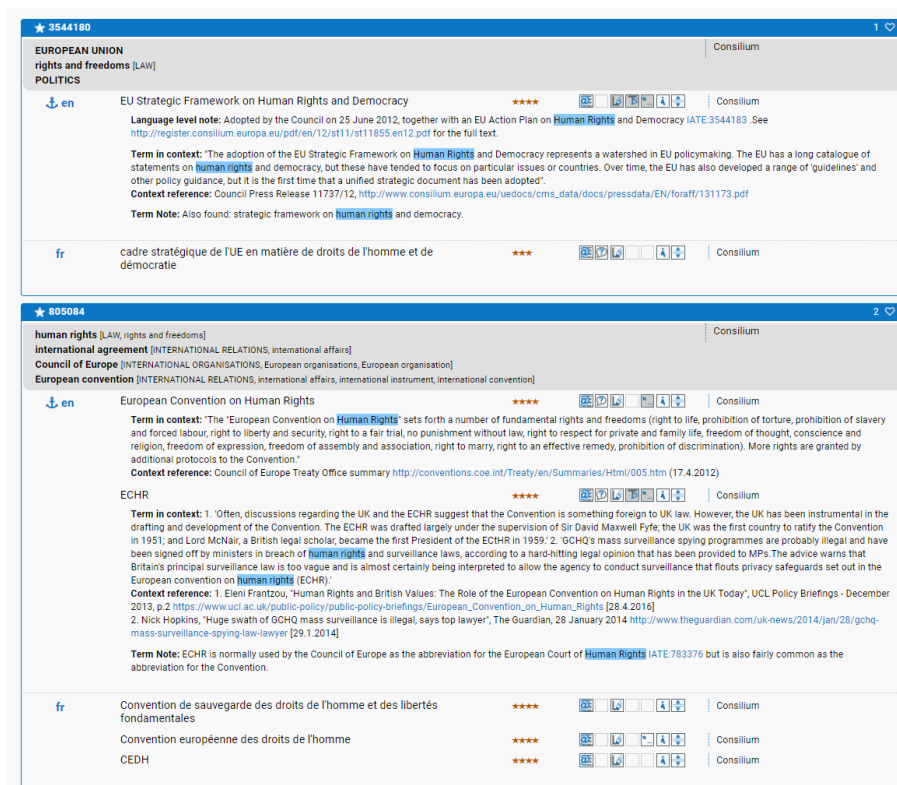 3544180 1
EUROPEAN UNION Consilium
rights and freedoms [LAW]
POLITICS
en EU Strategic Framework on Human Rights and Democracy ★★★★ Consilium
Language level note: Adopted by the Council on 25 June 2012, together with an EU Action Plan on Human Rights and Democracy IATE:3544183 .See
http://register.consilium.europa.eu/pdf/en/12/st11/st11855.en12.pdf for the full text.
Term in context: "The adoption of the EU Strategic Framework on Human Rights and Democracy represents a watershed in EU policymaking. The EU has a long catalogue of
statements on human rights and democracy, but these have tended to focus on particular issues or countries. Over time, the EU has also developed a range of 'guidelines' and
other policy guidance, but it is the first time that a unified strategic document has been adopted".
Context reference: Council Press Release 11737/12, http://www.consilium.europa.eu/uedocs/cms_data/docs/pressdata/EN/foraff/131173.pdf
Term Note: Also found: strategic framework on human rights and democracy.
fr cadre stratégique de l'UE en matière de droits de l'homme et de ★★★ Consilium
démocratie
805084 2
human rights [LAW, rights and freedoms] Consilium
international agreement [INTERNATIONAL RELATIONS, international affairs]
Council of Europe [INTERNATIONAL ORGANISATIONS, European organisations, European organisation]
European convention [INTERNATIONAL RELATIONS, international affairs, international instrument, international convention]
en European Convention on Human Rights ★★★★ Consilium
Term in context: "The "European Convention on Human Rights" sets forth a number of fundamental rights and freedoms (right to life, prohibition of torture, prohibition of slavery
and forced labour, right to liberty and security, right to a fair trial, no punishment without law, right to respect for private and family life, freedom of thought, conscience and
religion, freedom of expression, freedom of assembly and association, right to marry, right to an effective remedy, prohibition of discrimination). More rights are granted by
additional protocols to the Convention."
Context reference: Council of Europe Treaty Office summary http://conventions.coe.int/Treaty/en/Summaries/Html/005.htm (17.4.2012)
ECHR ★★★★ Consilium
Term in context: 1. 'Often, discussions regarding the UK and the ECHR suggest that the Convention is something foreign to UK law. However, the UK has been instrumental in the
drafting and development of the Convention. The ECHR was drafted largely under the supervision of Sir David Maxwell Fyfe; the UK was the first country to ratify the Convention
in 1951; and Lord McNair, a British legal scholar, became the first President of the ECtHR in 1959.' 2. 'GCHQ's mass surveillance spying programmes are probably illegal and have
been signed off by ministers in breach of human rights and surveillance laws, according to a hard-hitting legal opinion that has been provided to MPs.The advice warns that
Britain's principal surveillance law is too vague and is almost certainly being interpreted to allow the agency to conduct surveillance that flouts privacy safeguards set out in the
European convention on human rights (ECHR).'
Context reference: 1. Eleni Frantzou, "Human Rights and British Values: The Role of the European Convention on Human Rights in the UK Today", UCL Policy Briefings - December
2013, p.2 https://www.ucl.ac.uk/public-policy/public-policy-briefings/European_Convention_on_Human_Rights [28.4.2016]
2. Nick Hopkins, "Huge swath of GCHQ mass surveillance is illegal, says top lawyer", The Guardian, 28 January 2014 http://www.theguardian.com/uk-news/2014/jan/28/gchq-
mass-surveillance-spying-law-lawyer [29.1.2014]
Term Note: ECHR is normally used by the Council of Europe as the abbreviation for the European Court of Human Rights IATE:783376 but is also fairly common as the
abbreviation for the Convention.
fr Convention de sauvegarde des droits de l'homme et des libertés ★★★★ Consilium
fondamentales
Convention européenne des droits de l'homme ★★★★ Consilium
CEDH ★★★★ Consilium